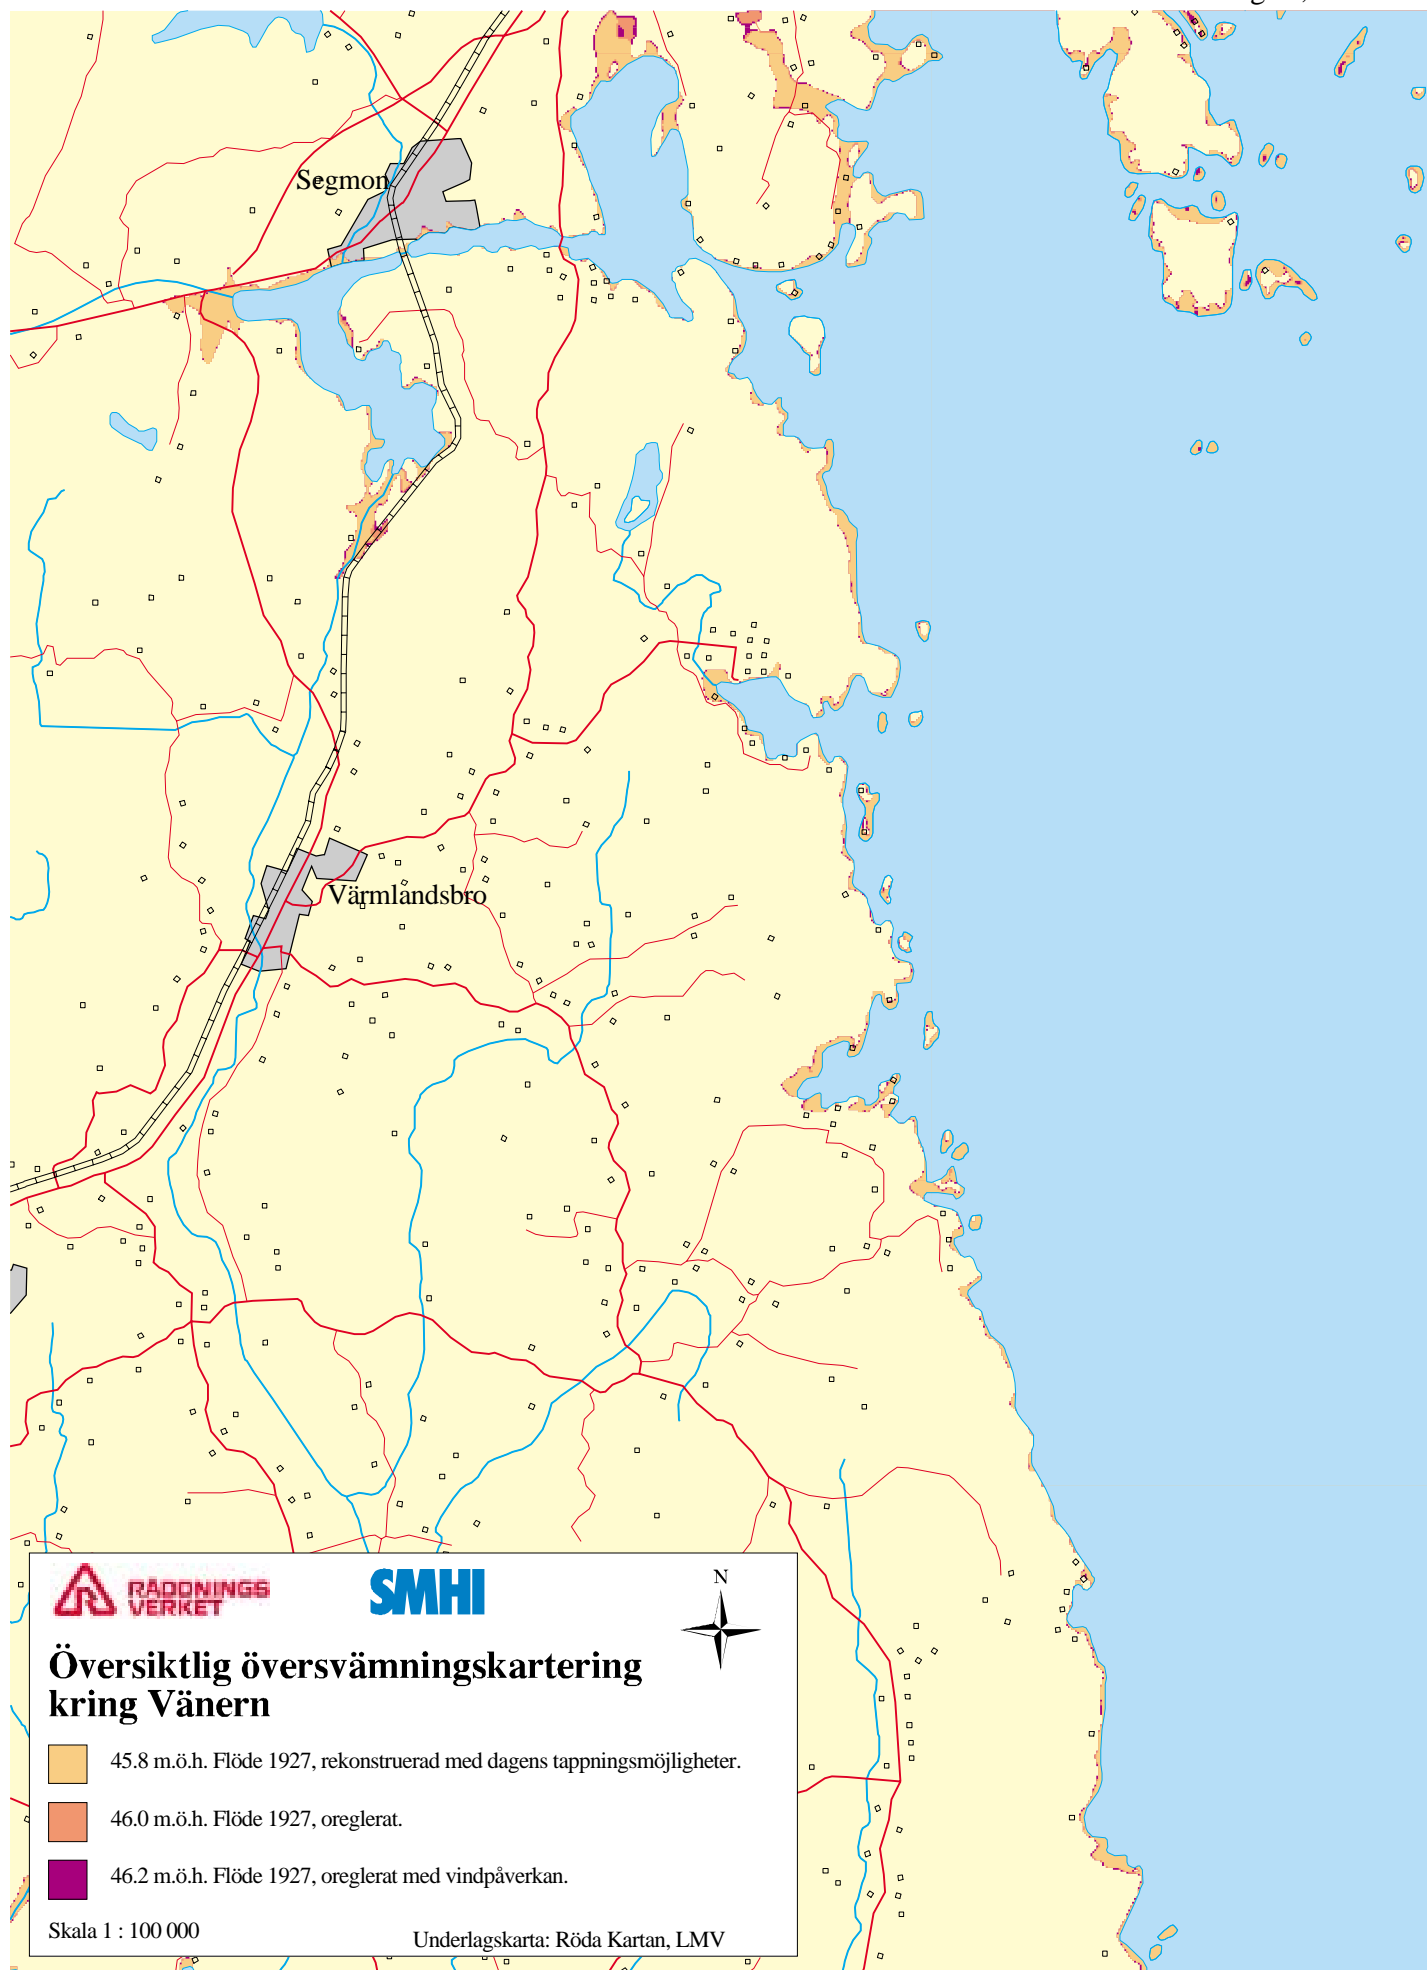 Segmon
Värmlandsbro
RÄDDNINGS
VERKET
SMHI
N
Översiktlig översvämningskartering
kring Vänern
45.8 m.ö.h. Flöde 1927, rekonstruerad med dagens tappningsmöjligheter.
46.0 m.ö.h. Flöde 1927, oreglerat.
46.2 m.ö.h. Flöde 1927, oreglerat med vindpåverkan.
Skala 1 : 100 000
Underlagskarta: Röda Kartan, LMV